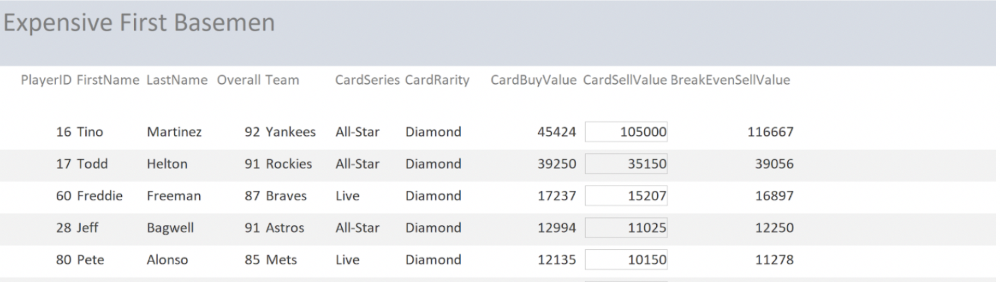 Expensive First Basemen
PlayerID FirstName LastName Overall Team CardSeries CardRarity CardBuyValue CardSellValue BreakEvenSellValue
16 Tino Martinez 92 Yankees All-Star Diamond 45424 105000 116667
17 Todd Helton 91 Rockies All-Star Diamond 39250 35150 39056
60 Freddie Freeman 87 Braves Live Diamond 17237 15207 16897
28 Jeff Bagwell 91 Astros All-Star Diamond 12994 11025 12250
80 Pete Alonso 85 Mets Live Diamond 12135 10150 11278